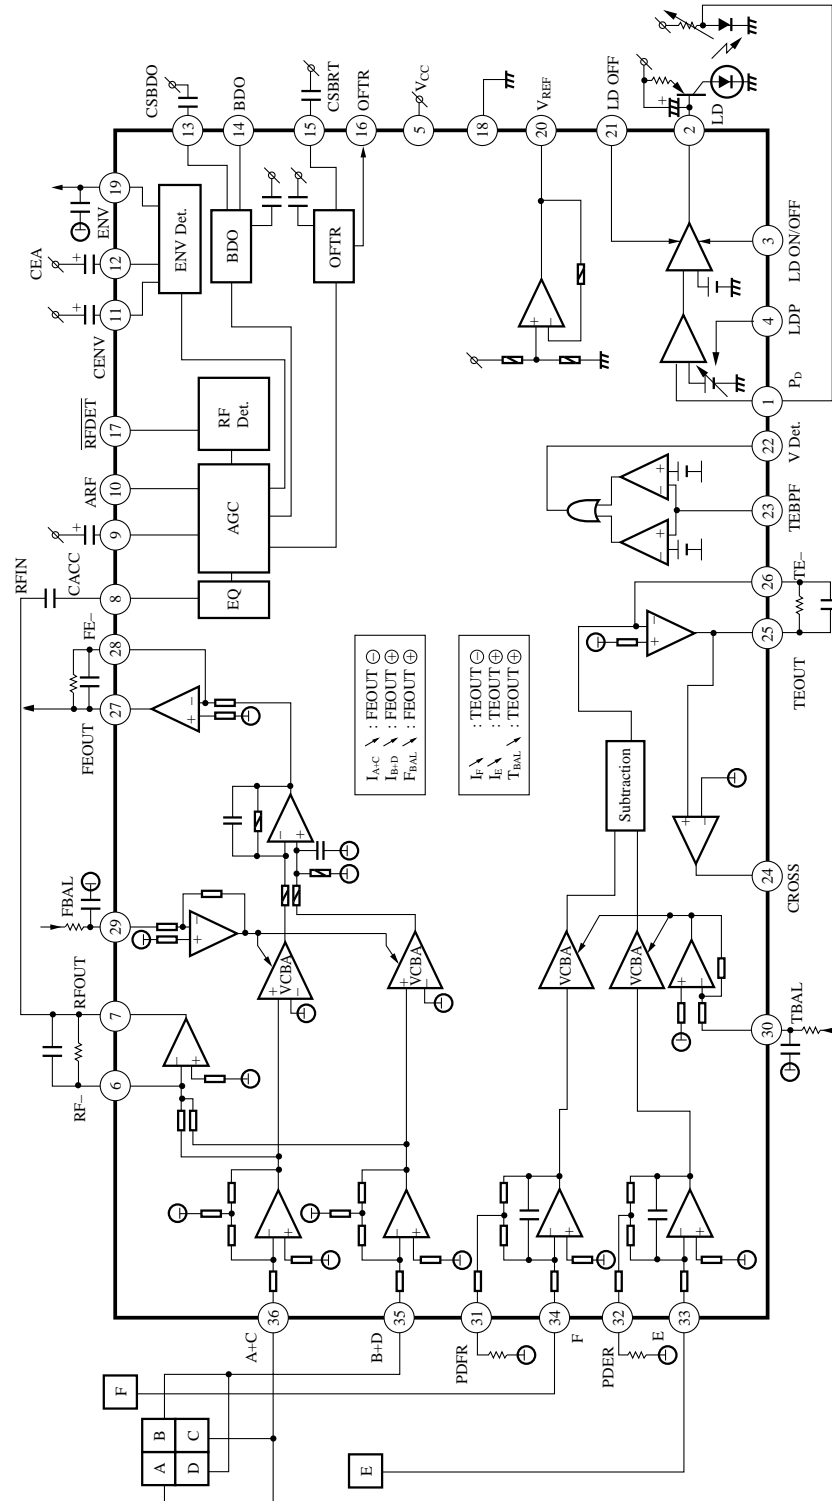 CSBDO
13
BDO
14
CSBRT
15
OFTR
16
VCC
5
18
VREF
20
LD OFF
21
LD
2
ENV
19
CEA
12
CENV
11
ENV Det.
BDO
OFTR
RFDET
17
ARF
10
CACC
9
RFIN
8
RF Det.
AGC
EQ
LD ON/OFF
3
LDP
4
PD
1
V Det.
22
TEBPF
23
TE−
26
TEOUT
25
CROSS
24
TBAL
30
FE−
28
FEOUT
27
FBAL
29
RFOUT
7
RF−
6
IA+C : FEOUT ⊖
IB+D : FEOUT ⊕
FBAL : FEOUT ⊕
IF : TEOUT ⊖
IE : TEOUT ⊕
TBAL : TEOUT ⊕
Subtraction
VCBA
VCBA
VCBA
VCBA
A+C
36
B+D
35
PDFR
31
F
34
PDER
32
E
33
F
A
B
D
C
E